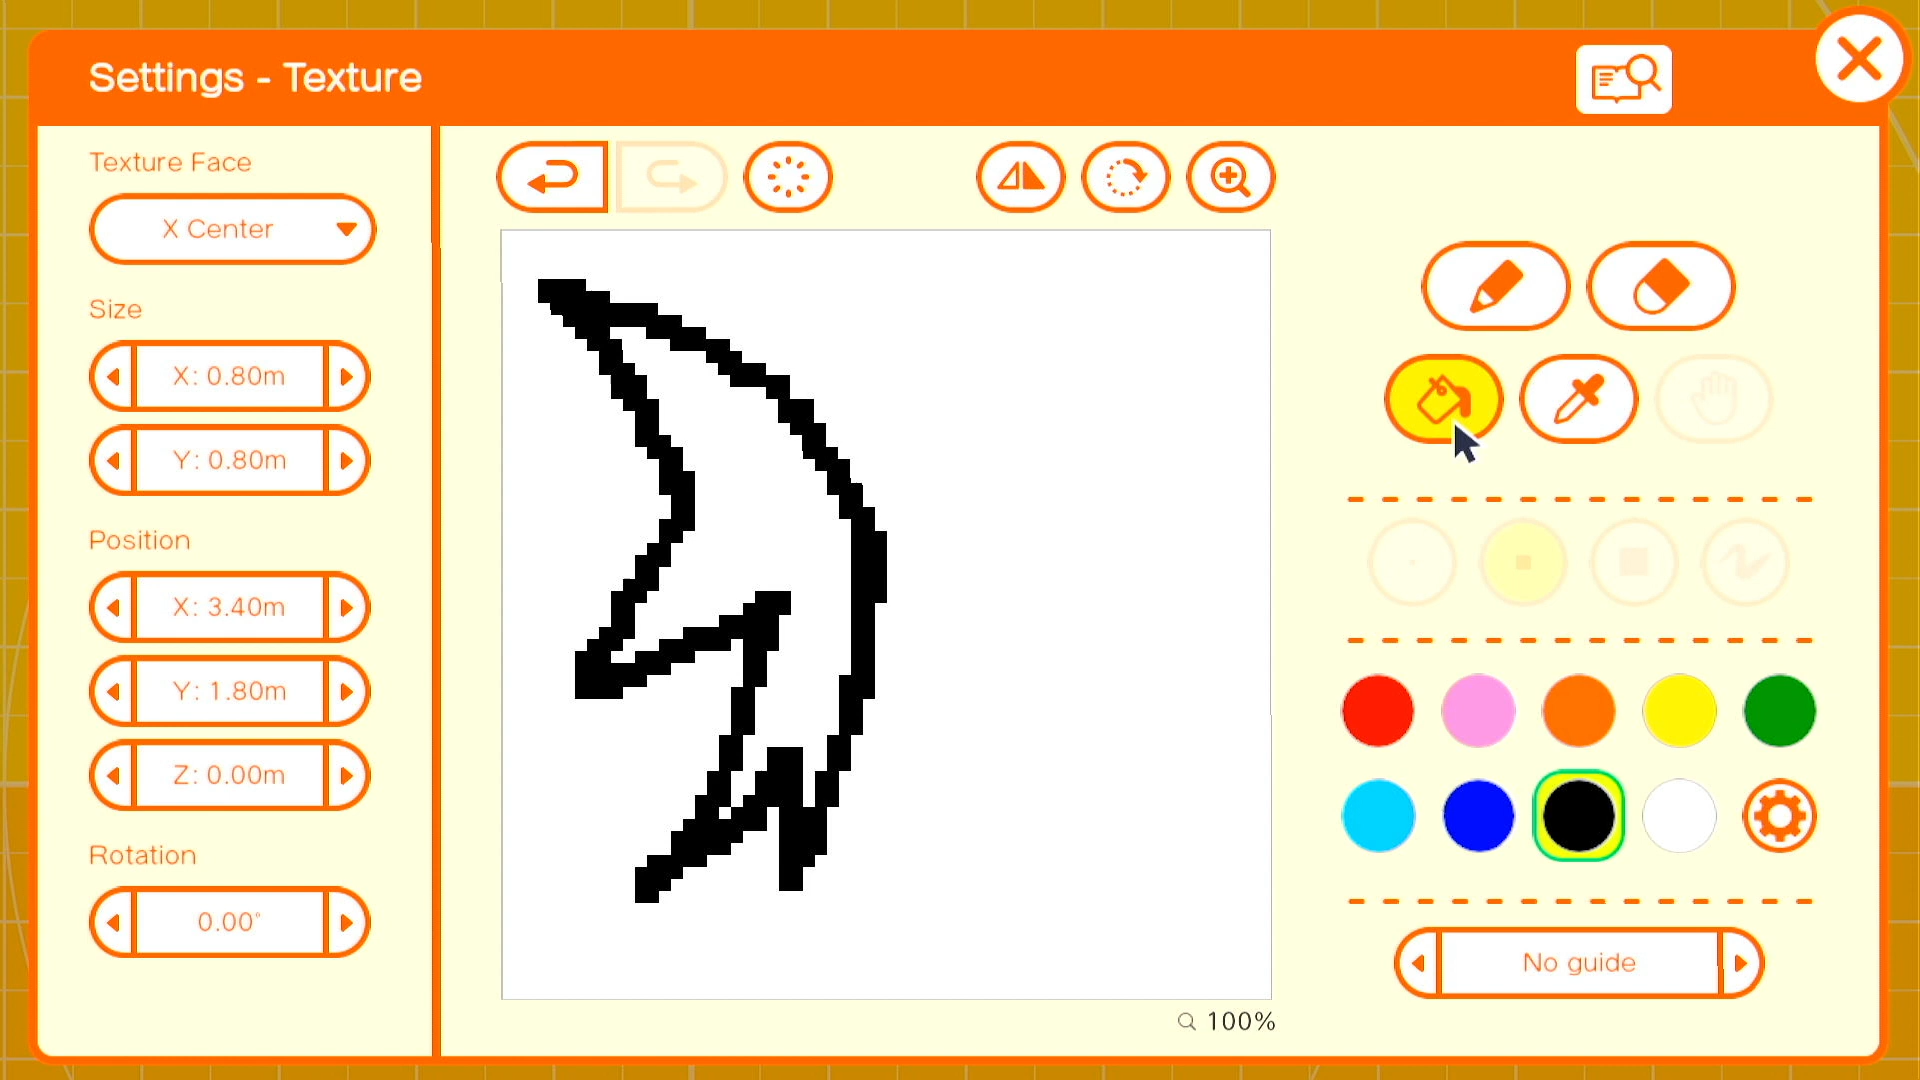 Settings - Texture
Texture Face
X Center
Size
X: 0.80m
Y: 0.80m
Position
X: 3.40m
Y: 1.80m
Z: 0.00m
Rotation
0.00°
No guide
100%